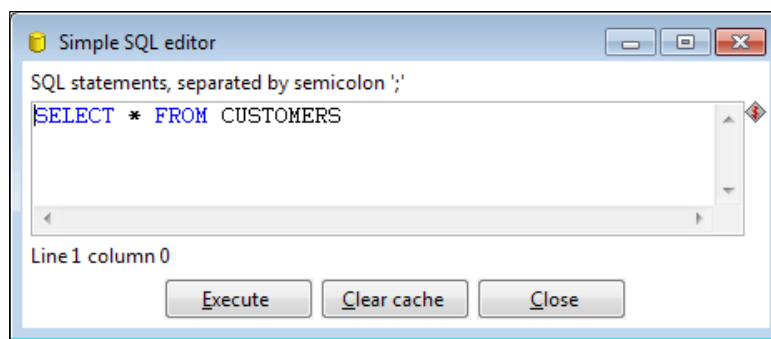 Simple SQL editor
SQL statements, separated by semicolon ';'
SELECT * FROM CUSTOMERS
Line 1 column 0
Execute Clear cache Close